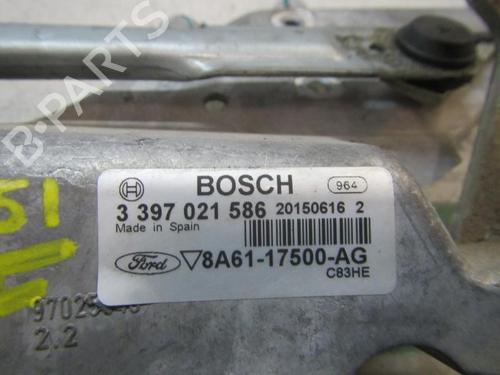 B-PARTS
BOSCH
964
3 397 021 586 20150616 2
Made in Spain
Ford ▽8A61-17500-AG
C83HE
51
2.2